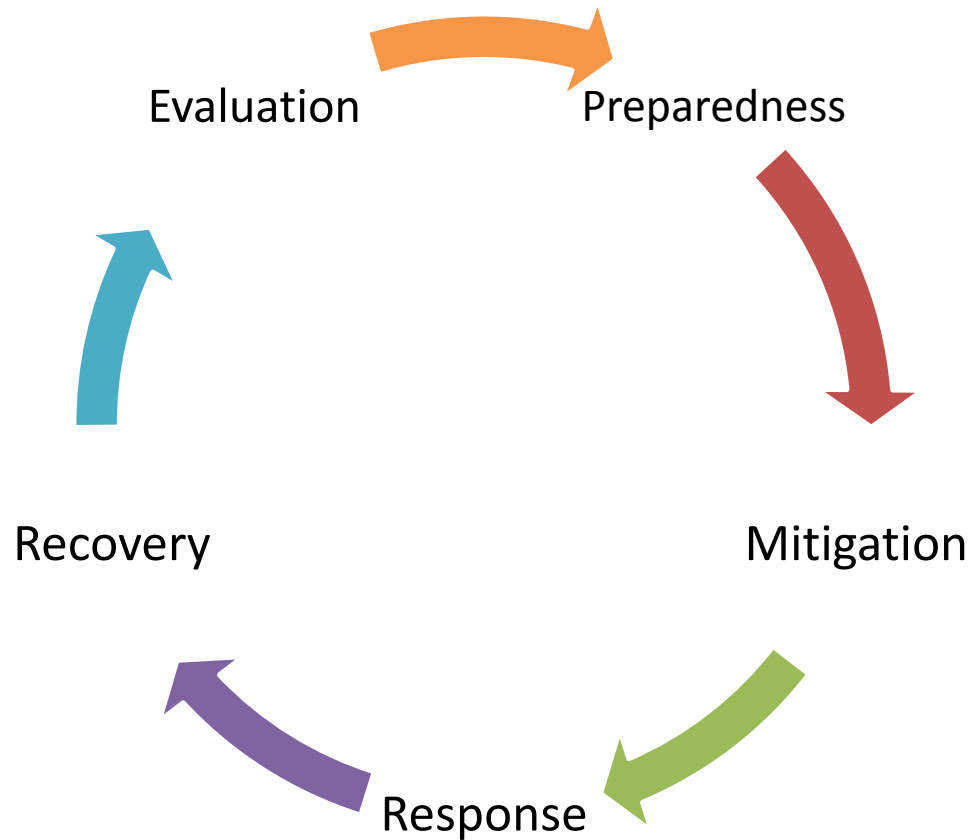 Evaluation
Preparedness
Mitigation
Response
Recovery